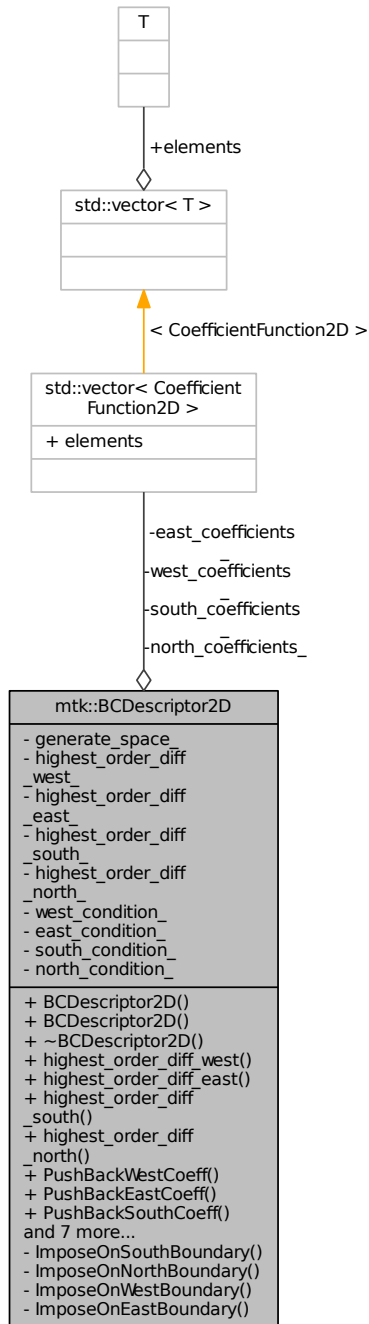 T
+elements
std::vector< T >
< CoefficientFunction2D >
std::vector< Coefficient
Function2D >
+ elements
-east_coefficients
_
-west_coefficients
_
-south_coefficients
_
-north_coefficients_
mtk::BCDescriptor2D
- generate_space_
- highest_order_diff
_west_
- highest_order_diff
_east_
- highest_order_diff
_south_
- highest_order_diff
_north_
- west_condition_
- east_condition_
- south_condition_
- north_condition_
+ BCDescriptor2D()
+ BCDescriptor2D()
+ ~BCDescriptor2D()
+ highest_order_diff_west()
+ highest_order_diff_east()
+ highest_order_diff
_south()
+ highest_order_diff
_north()
+ PushBackWestCoeff()
+ PushBackEastCoeff()
+ PushBackSouthCoeff()
and 7 more...
- ImposeOnSouthBoundary()
- ImposeOnNorthBoundary()
- ImposeOnWestBoundary()
- ImposeOnEastBoundary()